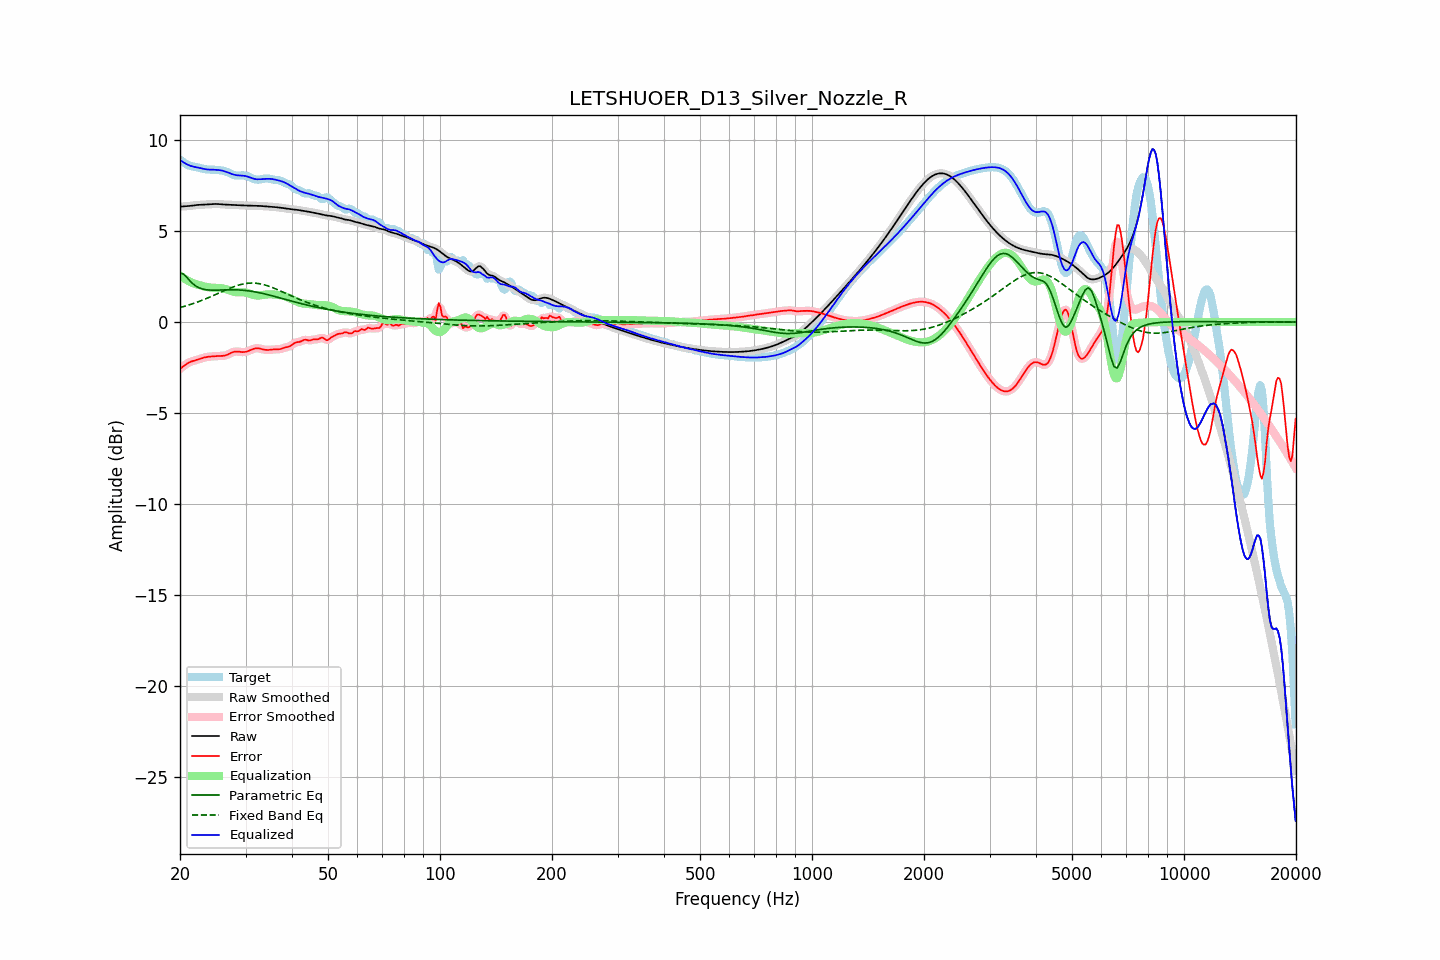 LETSHUOER_D13_Silver_Nozzle_R
10
5
0
−5
−10
−15
−20
−25
Amplitude (dBr)
Target
Raw Smoothed
Error Smoothed
Raw
Error
Equalization
Parametric Eq
Fixed Band Eq
Equalized
20 50 100 200 500 1000 2000 5000 10000 20000
Frequency (Hz)